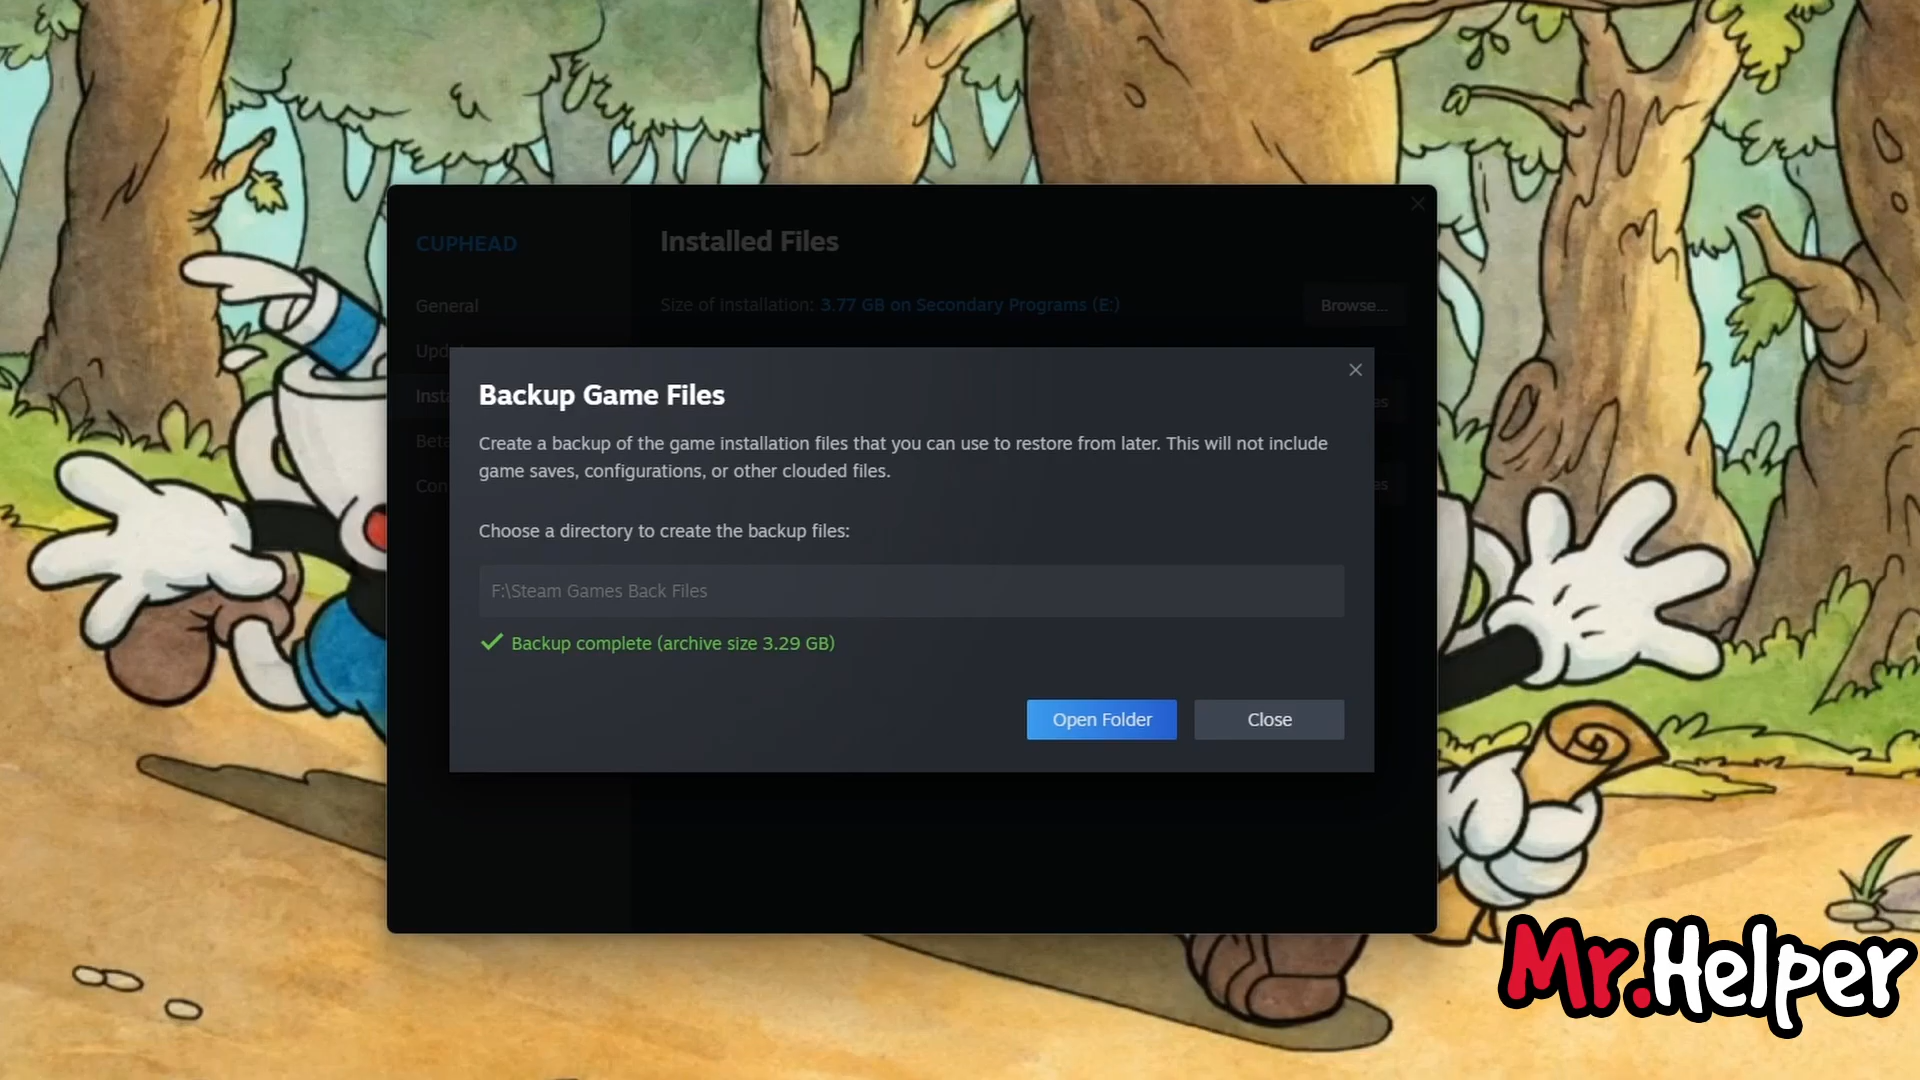 CUPHEAD
Installed Files
General
Size of Installation: 3.77 GB on Secondary Programs (E:)
Browse...
Backup Game Files
Create a backup of the game installation files that you can use to restore from later. This will not include
game saves, configurations, or other clouded files.
Choose a directory to create the backup files:
F:\Steam Games Back Files
Backup complete (archive size 3.29 GB)
Open Folder
Close
Mr.Helper